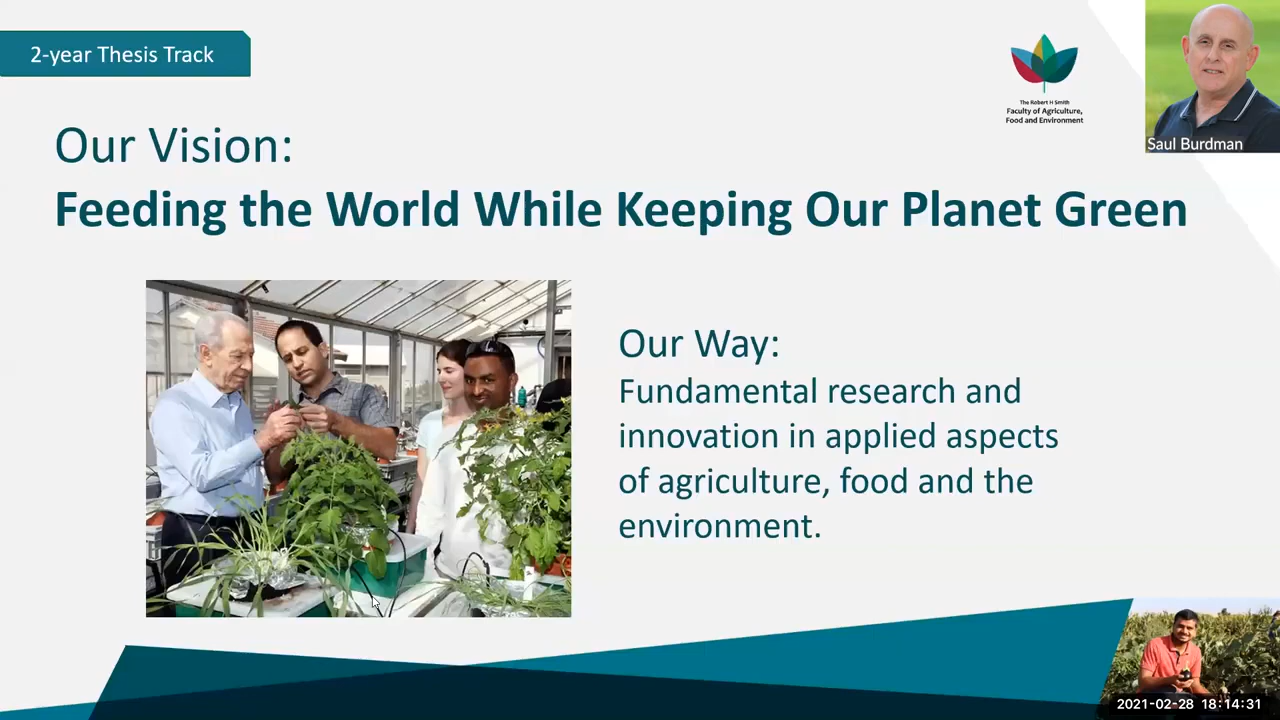 2-year Thesis Track
The Robert H Smith
Faculty of Agriculture,
Food and Environment
Saul Burdman
Our Vision:
Feeding the World While Keeping Our Planet Green
Our Way:
Fundamental research and
innovation in applied aspects
of agriculture, food and the
environment.
2021-02-28 18:14:31